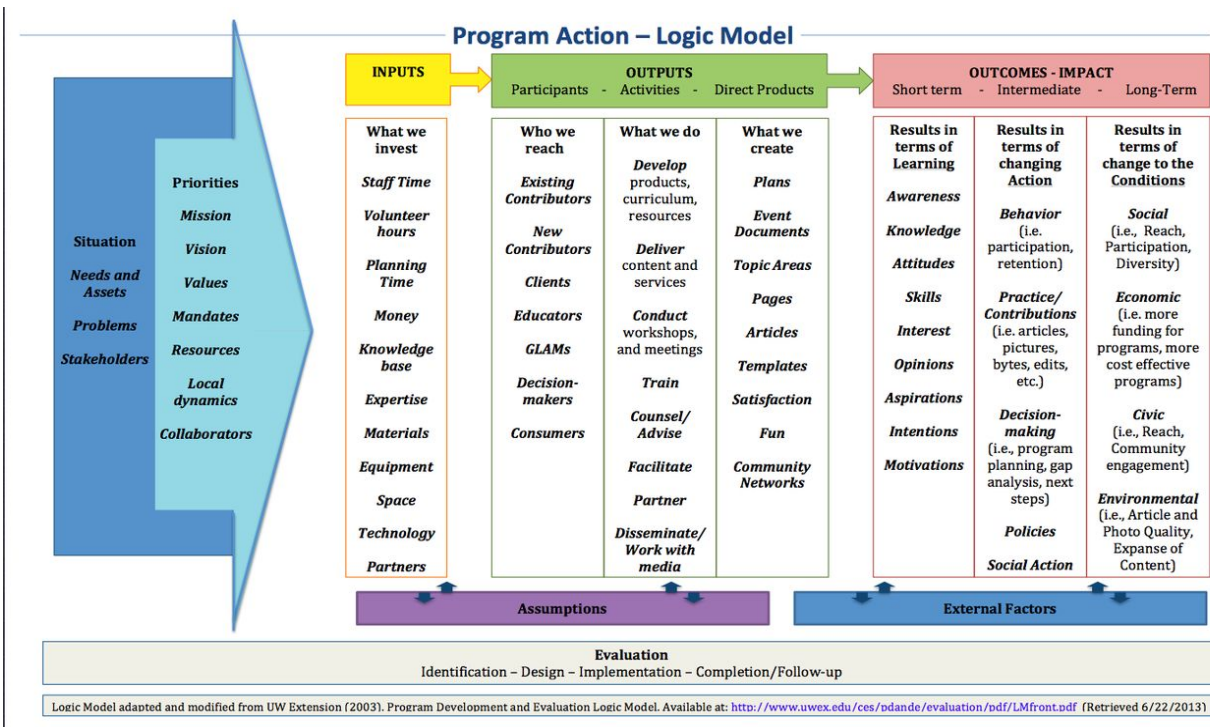 Program Action – Logic Model
Situation
Needs and
Assets
Problems
Stakeholders
Priorities
Mission
Vision
Values
Mandates
Resources
Local
dynamics
Collaborators
INPUTS
What we
invest
Staff Time
Volunteer
hours
Planning
Time
Money
Knowledge
base
Expertise
Materials
Equipment
Space
Technology
Partners
OUTPUTS
Participants - Activities - Direct Products
Who we
reach
Existing
Contributors
New
Contributors
Clients
Educators
GLAMs
Decision-
makers
Consumers
What we do
Develop
products,
curriculum,
resources
Deliver
content and
services
Conduct
workshops,
and meetings
Train
Counsel/
Advise
Facilitate
Partner
Disseminate/
Work with
media
What we
create
Plans
Event
Documents
Topic Areas
Pages
Articles
Templates
Satisfaction
Fun
Community
Networks
OUTCOMES - IMPACT
Short term - Intermediate - Long-Term
Results in
terms of
Learning
Awareness
Knowledge
Attitudes
Skills
Interest
Opinions
Aspirations
Intentions
Motivations
Results in
terms of
changing
Action
Behavior
(i.e.
participation,
retention)
Practice/
Contributions
(i.e. articles,
pictures,
bytes, edits,
etc.)
Decision-
making
(i.e., program
planning, gap
analysis, next
steps)
Policies
Social Action
Results in
terms of
change to the
Conditions
Social
(i.e., Reach,
Participation,
Diversity)
Economic
(i.e. more
funding for
programs, more
cost effective
programs)
Civic
(i.e., Reach,
Community
engagement)
Environmental
(i.e., Article and
Photo Quality,
Expanse of
Content)
Assumptions
External Factors
Evaluation
Identification – Design – Implementation – Completion/Follow-up
Logic Model adapted and modified from UW Extension (2003). Program Development and Evaluation Logic Model. Available at: http://www.uwex.edu/ces/pdande/evaluation/pdf/LMfront.pdf (Retrieved 6/22/2013)